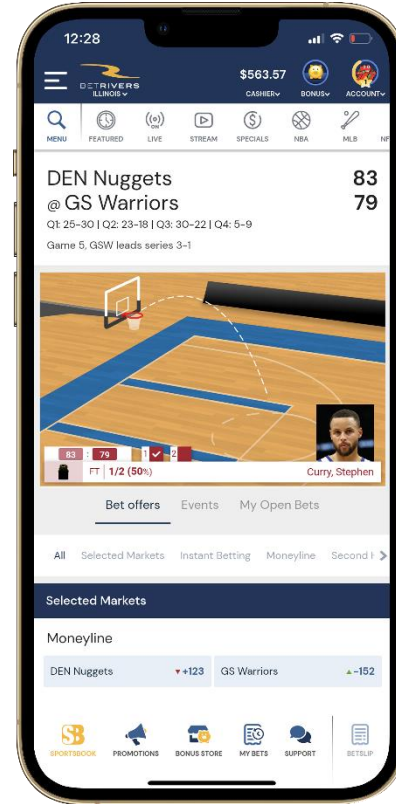 12:28
BETRIVERS
ILLINOIS
$563.57
CASHIER
BONUS
ACCOUNT
MENU
FEATURED
ON
LIVE
STREAM
SPECIALS
NBA
MLB
NF
DEN Nuggets 83
@ GS Warriors 79
Q1: 25-30 | Q2: 23-18 | Q3: 30-22 | Q4: 5-9
Game 5, GSW leads series 3-1
83 : 79 1 2
FT 1/2 (50%) Curry, Stephen
Bet offers Events My Open Bets
All Selected Markets Instant Betting Moneyline Second
Selected Markets
Moneyline
DEN Nuggets +123 GS Warriors -152
SB
SPORTSBOOK PROMOTIONS BONUS STORE MY BETS SUPPORT BETSLIP